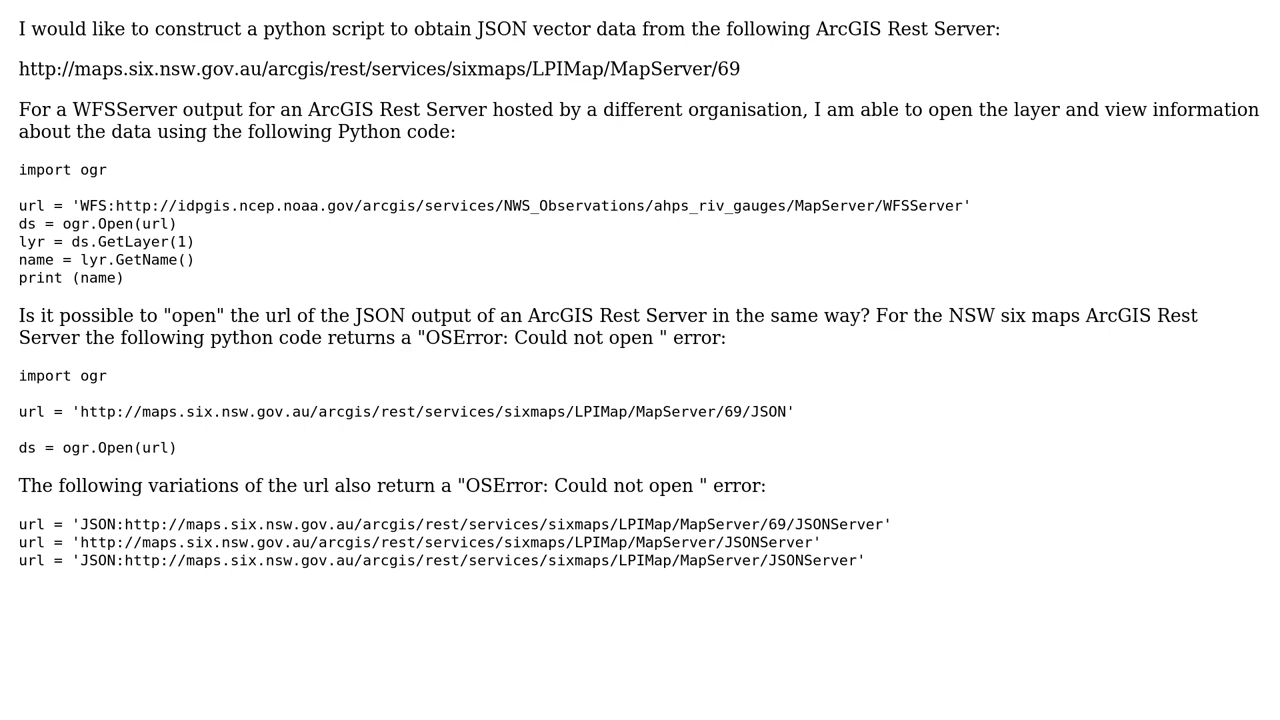 I would like to construct a python script to obtain JSON vector data from the following ArcGIS Rest Server:
http://maps.six.nsw.gov.au/arcgis/rest/services/sixmaps/LPIMap/MapServer/69
For a WFSServer output for an ArcGIS Rest Server hosted by a different organisation, I am able to open the layer and view information
about the data using the following Python code:
import ogr
url = 'WFS:http://idpgis.ncep.noaa.gov/arcgis/services/NWS_Observations/ahps_riv_gauges/MapServer/WFSServer'
ds = ogr.Open(url)
lyr = ds.GetLayer(1)
name = lyr.GetName()
print (name)
Is it possible to "open" the url of the JSON output of an ArcGIS Rest Server in the same way? For the NSW six maps ArcGIS Rest
Server the following python code returns a "OSError: Could not open " error:
import ogr
url = 'http://maps.six.nsw.gov.au/arcgis/rest/services/sixmaps/LPIMap/MapServer/69/JSON'
ds = ogr.Open(url)
The following variations of the url also return a "OSError: Could not open " error:
url = 'JSON:http://maps.six.nsw.gov.au/arcgis/rest/services/sixmaps/LPIMap/MapServer/69/JSONServer'
url = 'http://maps.six.nsw.gov.au/arcgis/rest/services/sixmaps/LPIMap/MapServer/JSONServer'
url = 'JSON:http://maps.six.nsw.gov.au/arcgis/rest/services/sixmaps/LPIMap/MapServer/JSONServer'